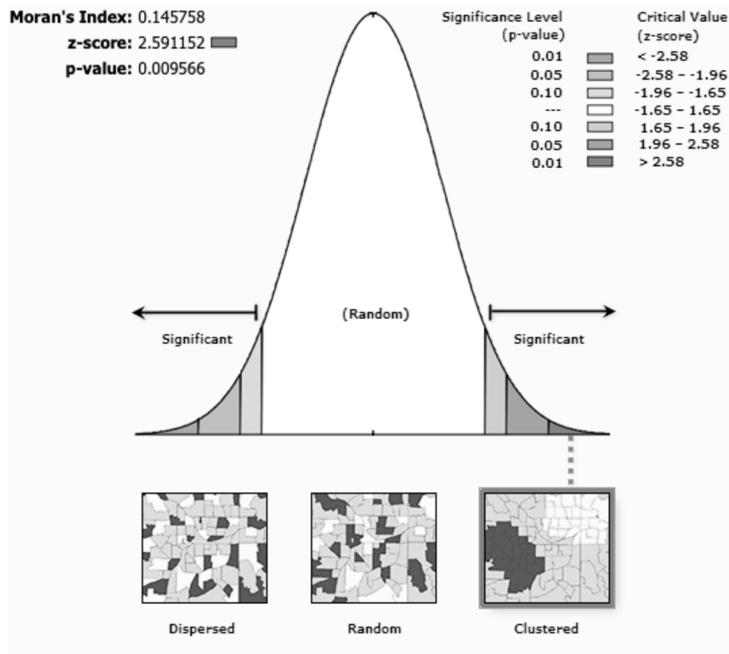 Moran's Index: 0.145758
z-score: 2.591152
p-value: 0.009566
Significance Level
(p-value)
Critical Value
(z-score)
0.01 < -2.58
0.05 -2.58 – -1.96
0.10 -1.96 – -1.65
--- -1.65 – 1.65
0.10 1.65 – 1.96
0.05 1.96 – 2.58
0.01 > 2.58
(Random)
Significant Significant
Dispersed Random Clustered